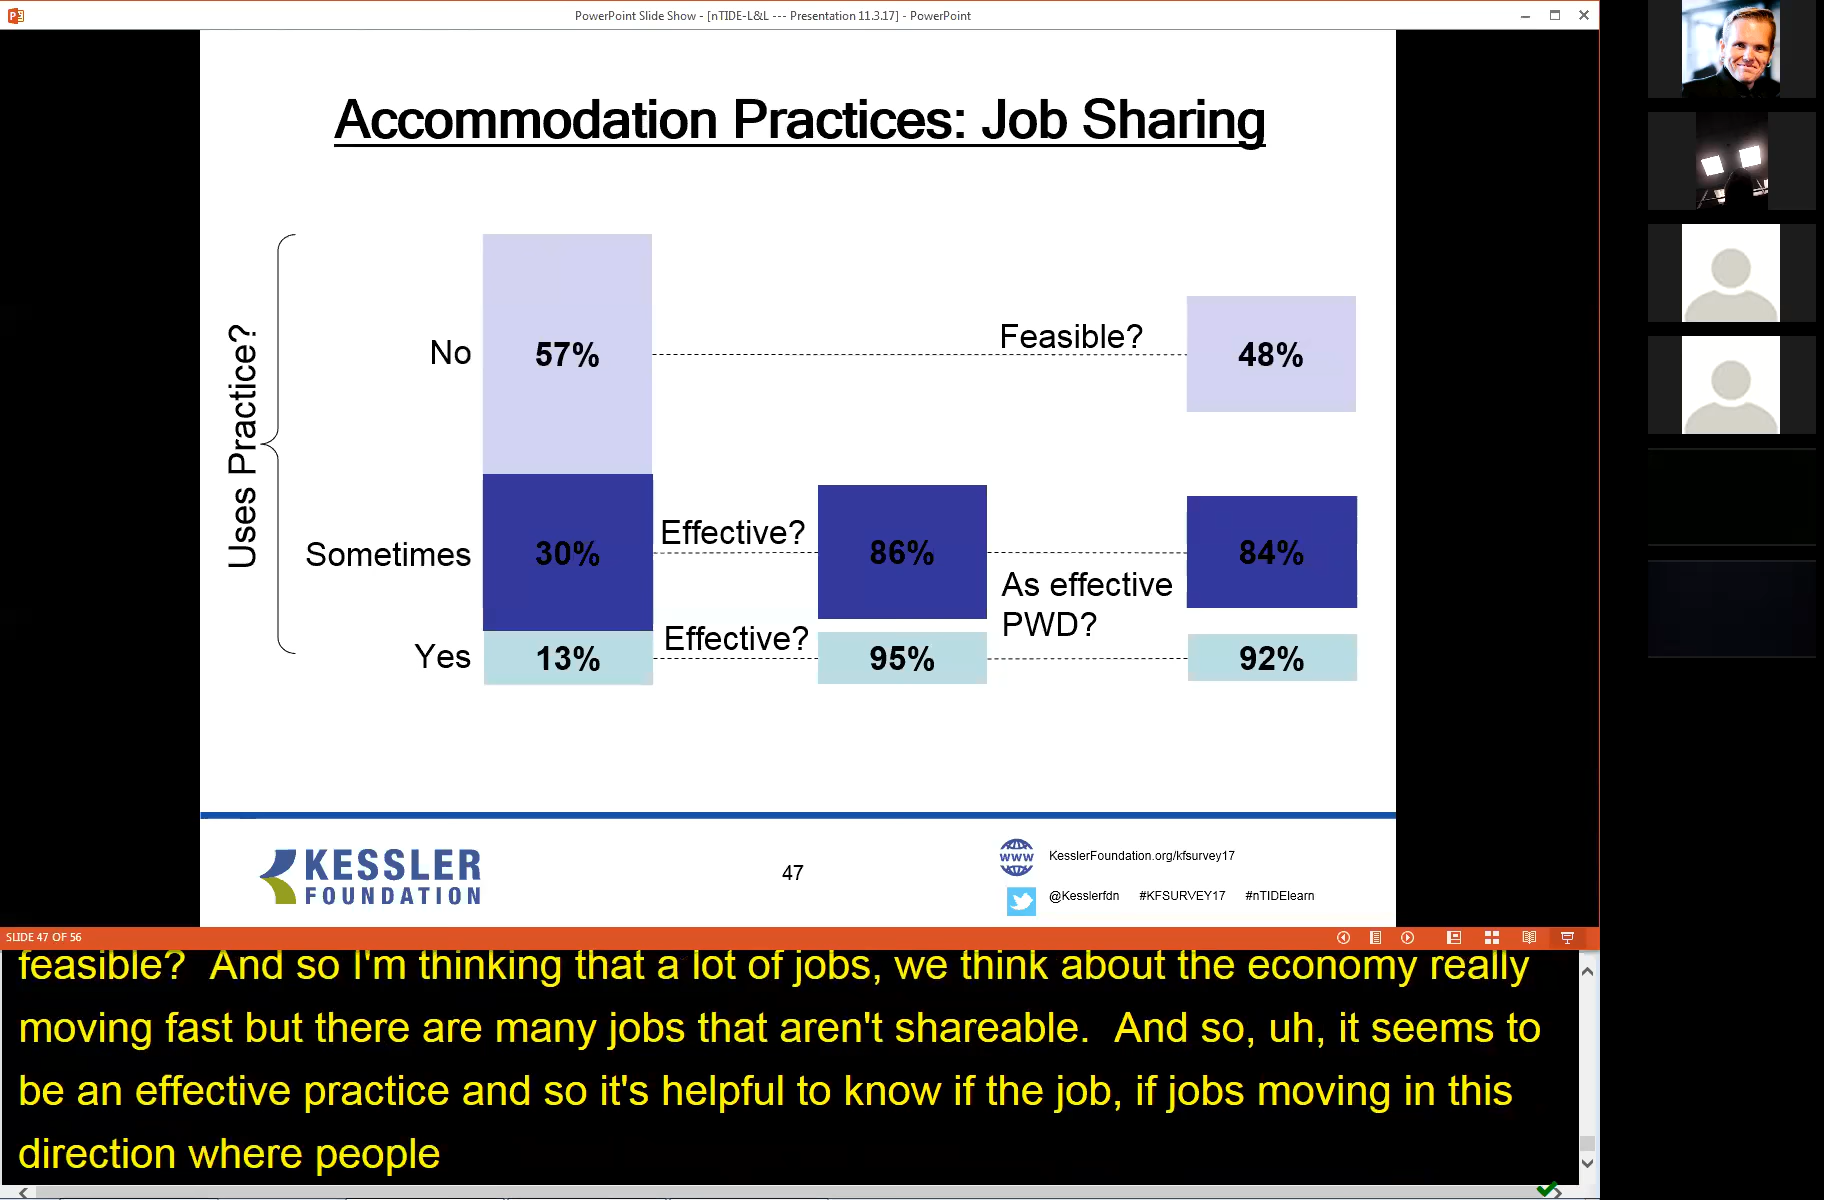 PowerPoint Slide Show - [nTIDE-L&L --- Presentation 11.3.17] - PowerPoint
Accommodation Practices: Job Sharing
Uses Practice?
No
57%
Feasible?
48%
Sometimes
30%
Effective?
86%
84%
As effective
PWD?
Yes
13%
Effective?
95%
92%
KESSLER
FOUNDATION
47
www
KesslerFoundation.org/kfsurvey17
@Kesslerfdn #KFSURVEY17 #nTIDElearn
SLIDE 47 OF 56
feasible?  And so I'm thinking that a lot of jobs, we think about the economy really
moving fast but there are many jobs that aren't shareable.  And so, uh, it seems to
be an effective practice and so it's helpful to know if the job, if jobs moving in this
direction where people